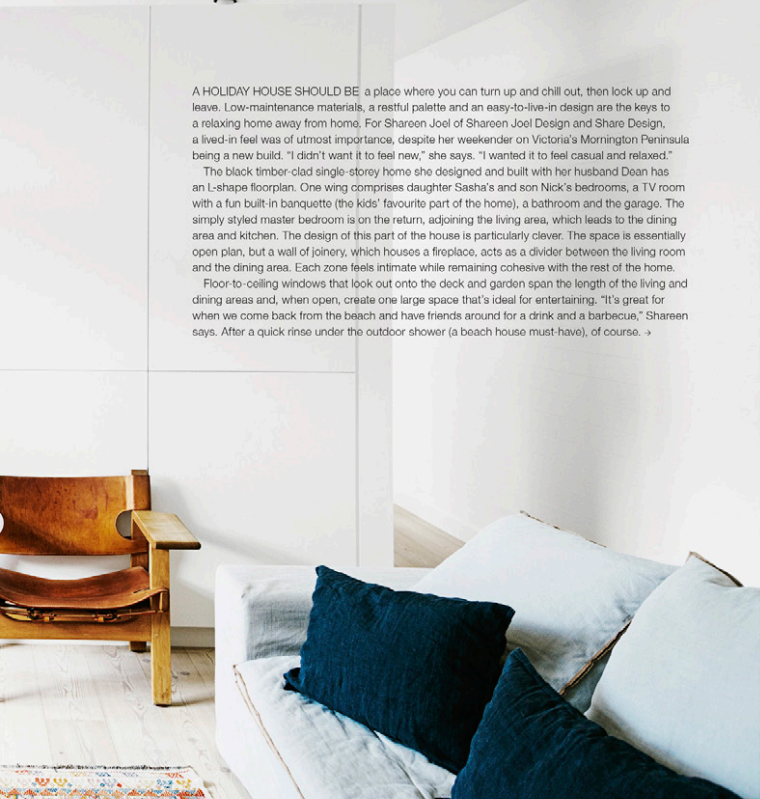 A HOLIDAY HOUSE SHOULD BE a place where you can turn up and chill out, then lock up and
leave. Low-maintenance materials, a restful palette and an easy-to-live-in design are the keys to
a relaxing home away from home. For Shareen Joel of Shareen Joel Design and Share Design,
a lived-in feel was of utmost importance, despite her weekender on Victoria's Mornington Peninsula
being a new build. “I didn't want it to feel new,” she says. “I wanted it to feel casual and relaxed.”
The black timber-clad single-storey home she designed and built with her husband Dean has
an L-shape floorplan. One wing comprises daughter Sasha's and son Nick's bedrooms, a TV room
with a fun built-in banquette (the kids' favourite part of the home), a bathroom and the garage. The
simply styled master bedroom is on the return, adjoining the living area, which leads to the dining
area and kitchen. The design of this part of the house is particularly clever. The space is essentially
open plan, but a wall of joinery, which houses a fireplace, acts as a divider between the living room
and the dining area. Each zone feels intimate while remaining cohesive with the rest of the home.
Floor-to-ceiling windows that look out onto the deck and garden span the length of the living and
dining areas and, when open, create one large space that's ideal for entertaining. “It's great for
when we come back from the beach and have friends around for a drink and a barbecue,” Shareen
says. After a quick rinse under the outdoor shower (a beach house must-have), of course. →